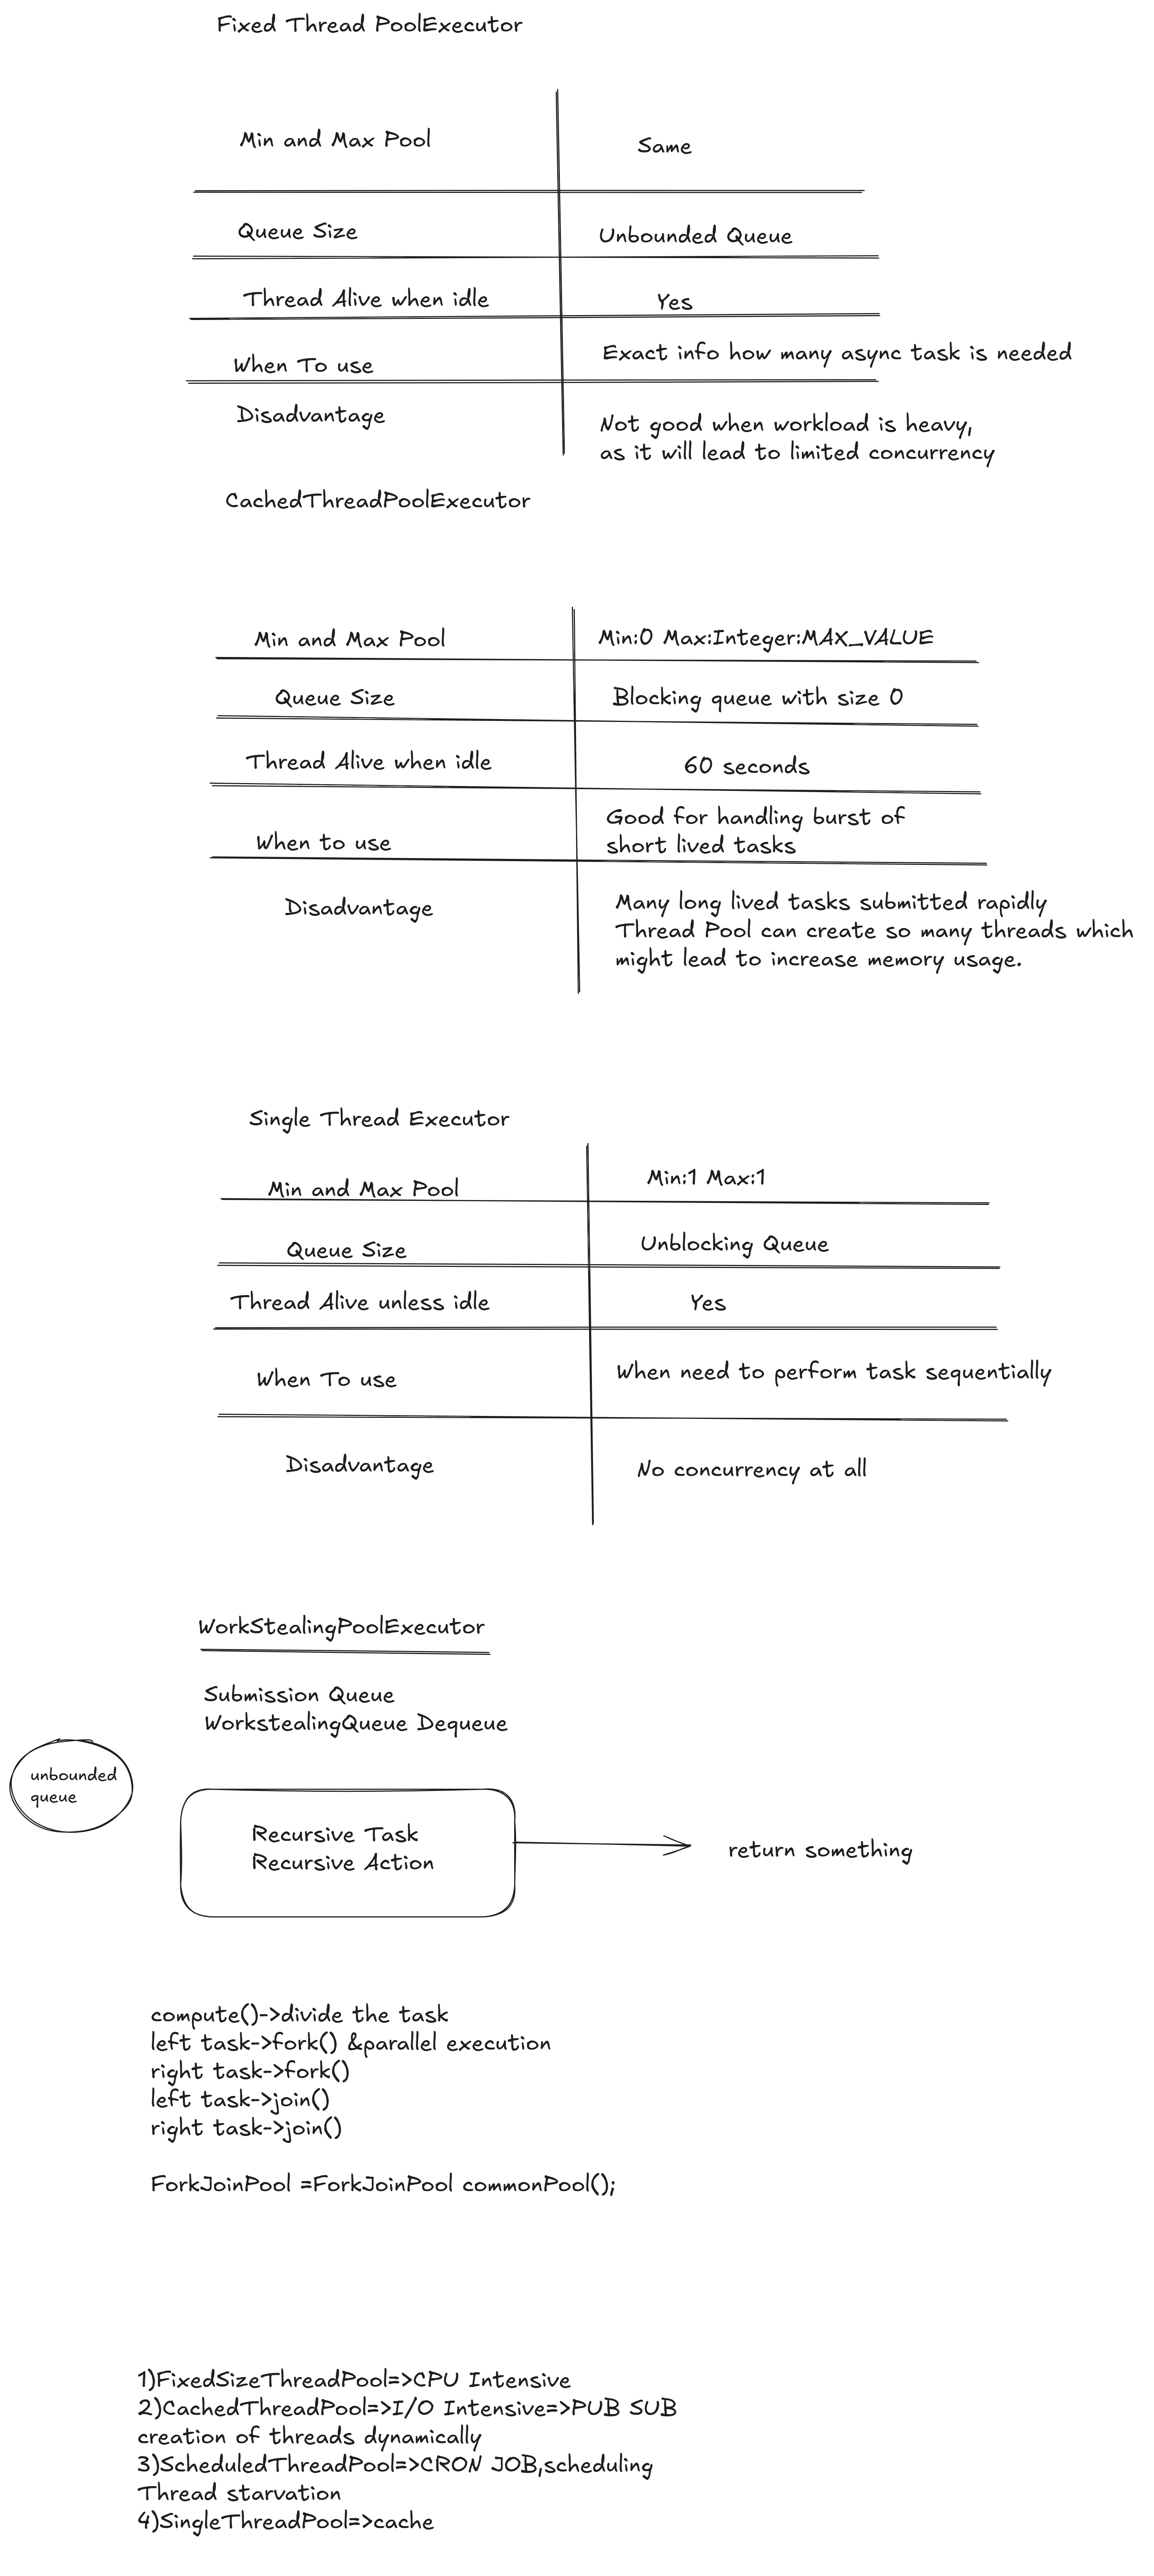 Fixed Thread PoolExecutor
Min and Max Pool
Same
Queue Size
Unbounded Queue
Thread Alive when idle
Yes
When To use
Exact info how many async task is needed
Disadvantage
Not good when workload is heavy,
as it will lead to limited concurrency
CachedThreadPoolExecutor
Min and Max Pool
Min:0 Max:Integer:MAX_VALUE
Queue Size
Blocking queue with size 0
Thread Alive when idle
60 seconds
When to use
Good for handling burst of
short lived tasks
Disadvantage
Many long lived tasks submitted rapidly
Thread Pool can create so many threads which
might lead to increase memory usage.
Single Thread Executor
Min and Max Pool
Min:1 Max:1
Queue Size
Unblocking Queue
Thread Alive unless idle
Yes
When To use
When need to perform task sequentially
Disadvantage
No concurrency at all
WorkStealingPoolExecutor
Submission Queue
WorkstealingQueue Dequeue
unbounded
queue
Recursive Task
Recursive Action
return something
compute()->divide the task
left task->fork() &parallel execution
right task->fork()
left task->join()
right task->join()
ForkJoinPool =ForkJoinPool commonPool();
1)FixedSizeThreadPool=>CPU Intensive
2)CachedThreadPool=>I/O Intensive=>PUB SUB
creation of threads dynamically
3)ScheduledThreadPool=>CRON JOB,scheduling
Thread starvation
4)SingleThreadPool=>cache